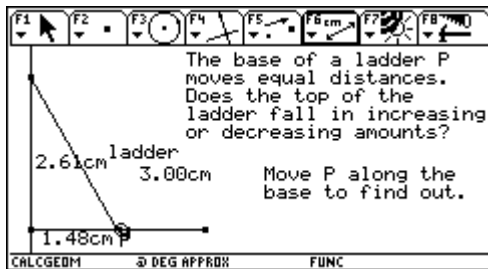 F1 F2 F3 F4 F5 F6 cm F7 F8
The base of a ladder P
moves equal distances.
Does the top of the
ladder fall in increasing
or decreasing amounts?
2.61cm
ladder
3.00cm
Move P along the
base to find out.
1.48cm P
CALCGEOM DEG APPROX FUNC